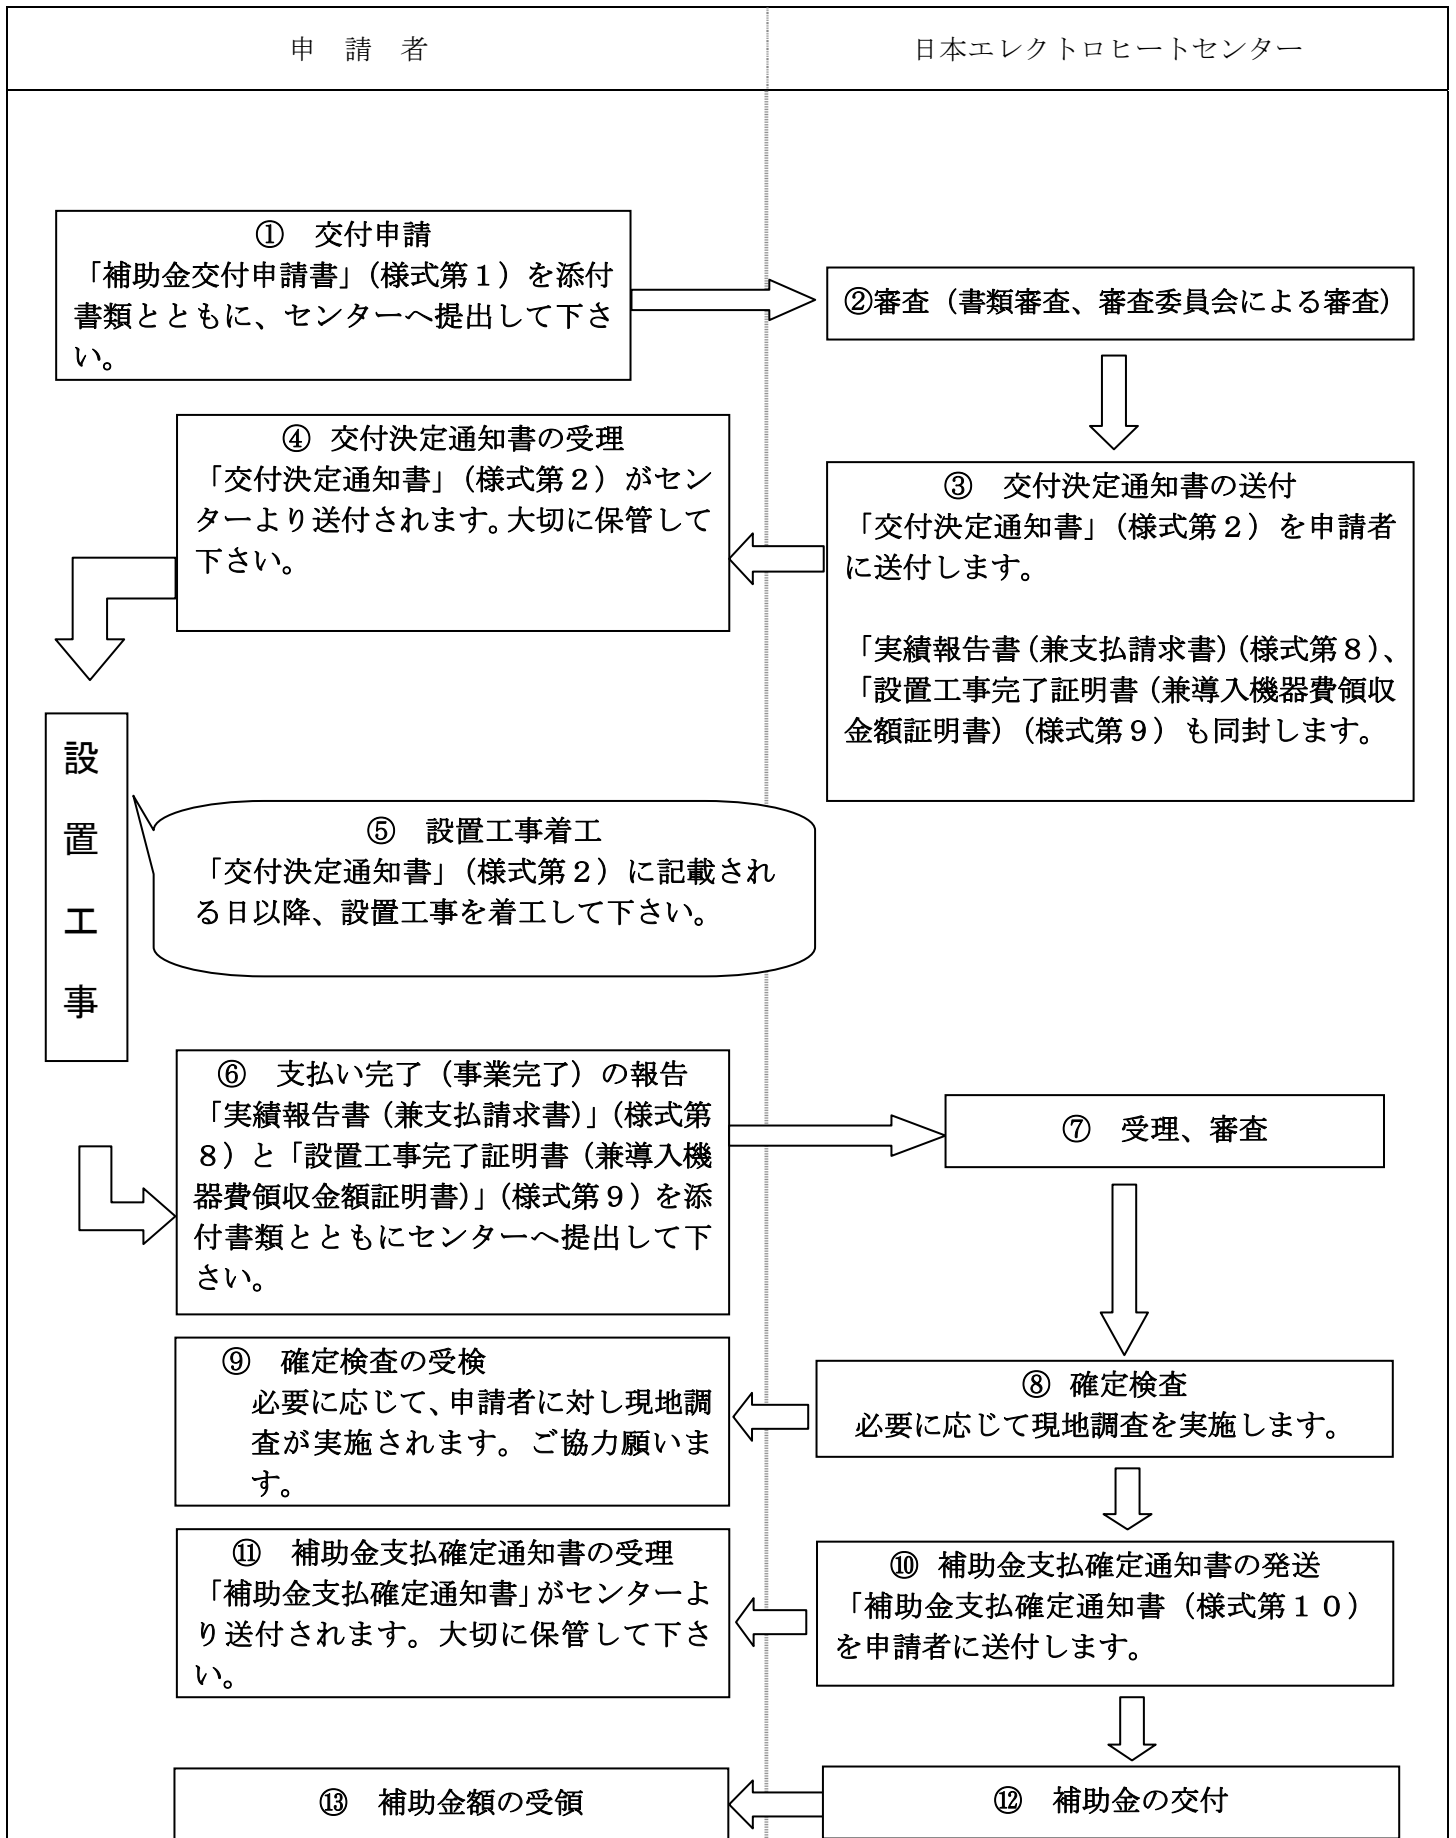 申　請　者
日本エレクトロヒートセンター
①　交付申請
「補助金交付申請書」（様式第１）を添付
書類とともに、センターへ提出して下さ
い。
②審査（書類審査、審査委員会による審査）
③　交付決定通知書の送付
「交付決定通知書」（様式第２）を申請者
に送付します。
「実績報告書（兼支払請求書）（様式第８）、
「設置工事完了証明書（兼導入機器費領収
金額証明書）（様式第９）も同封します。
④ 交付決定通知書の受理
「交付決定通知書」（様式第２）がセン
ターより送付されます。大切に保管して
下さい。
設
置
工
事
⑤　設置工事着工
「交付決定通知書」（様式第２）に記載され
る日以降、設置工事を着工して下さい。
⑥　支払い完了（事業完了）の報告
「実績報告書（兼支払請求書）」（様式第
８）と「設置工事完了証明書（兼導入機
器費領収金額証明書）」（様式第９）を添
付書類とともにセンターへ提出して下
さい。
⑦　受理、審査
⑧ 確定検査
必要に応じて現地調査を実施します。
⑨　確定検査の受検
必要に応じて、申請者に対し現地調
査が実施されます。ご協力願いま
す。
⑩ 補助金支払確定通知書の発送
「補助金支払確定通知書（様式第１０）
を申請者に送付します。
⑪　補助金支払確定通知書の受理
「補助金支払確定通知書」がセンターよ
り送付されます。大切に保管して下さ
い。
⑫　補助金の交付
⑬　補助金額の受領